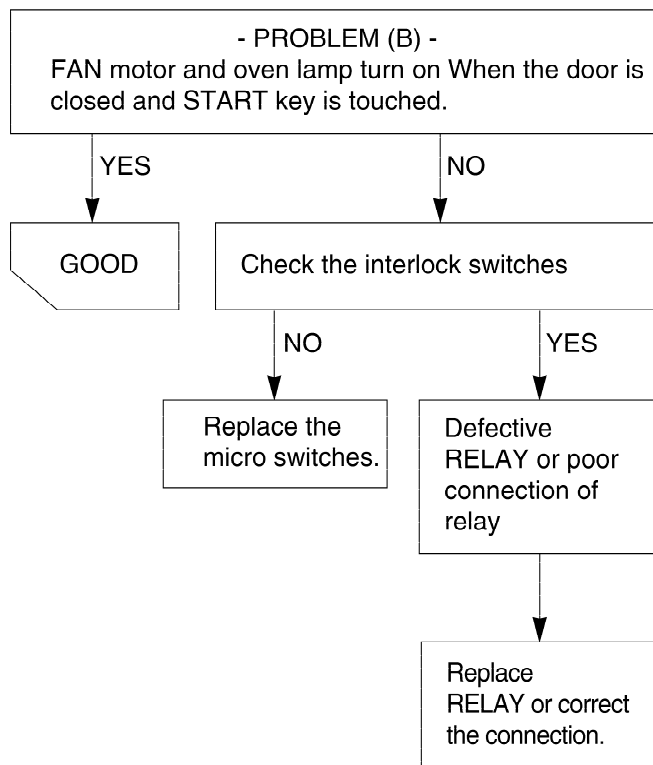 - PROBLEM (B) -
FAN motor and oven lamp turn on When the door is
closed and START key is touched.
YES
NO
GOOD
Check the interlock switches
NO
YES
Replace the
micro switches.
Defective
RELAY or poor
connection of
relay
Replace
RELAY or correct
the connection.